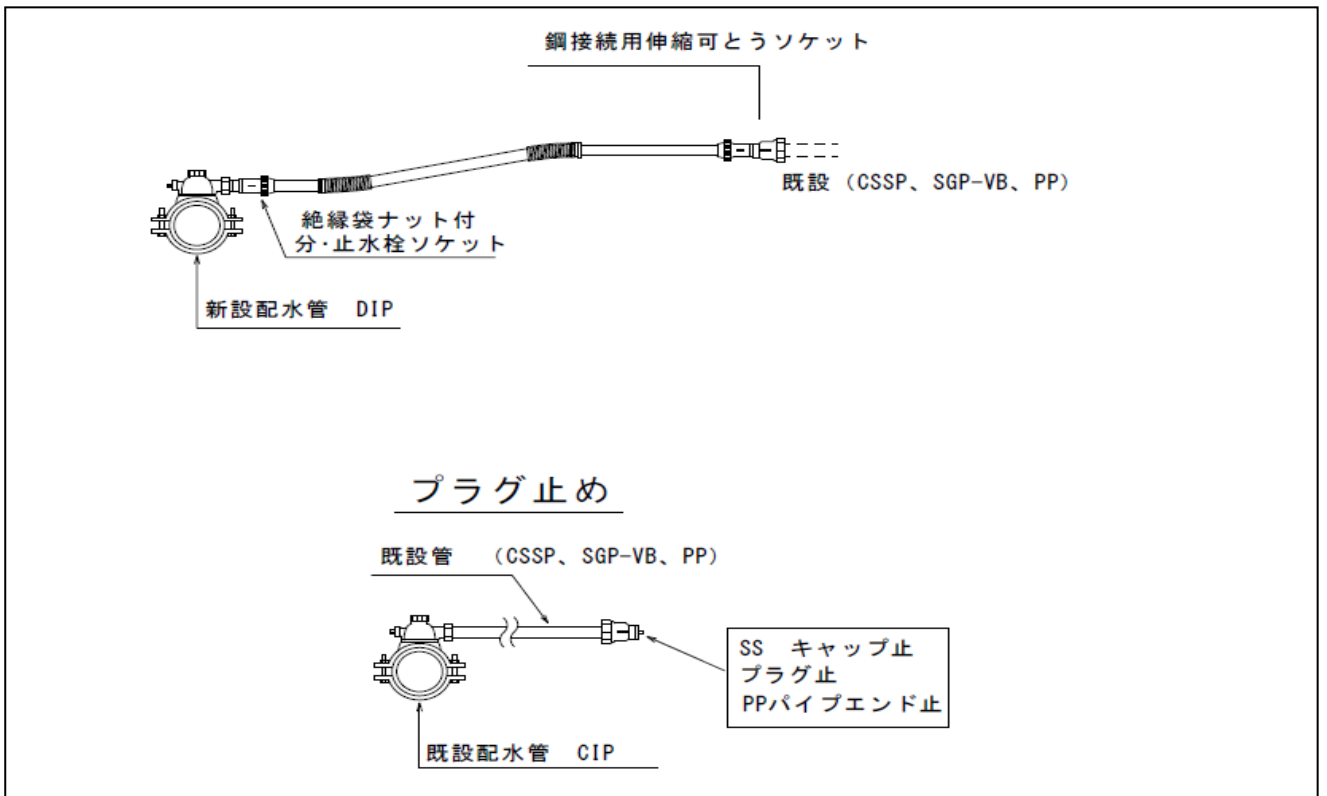 鋼接続用伸縮可とうソケット
既設（CSSP、SGP-VB、PP）
絶縁袋ナット付
分・止水栓ソケット
新設配水管　DIP
プラグ止め
既設管　（CSSP、SGP-VB、PP）
SS　キャップ止
プラグ止
PPパイプエンド止
既設配水管　CIP